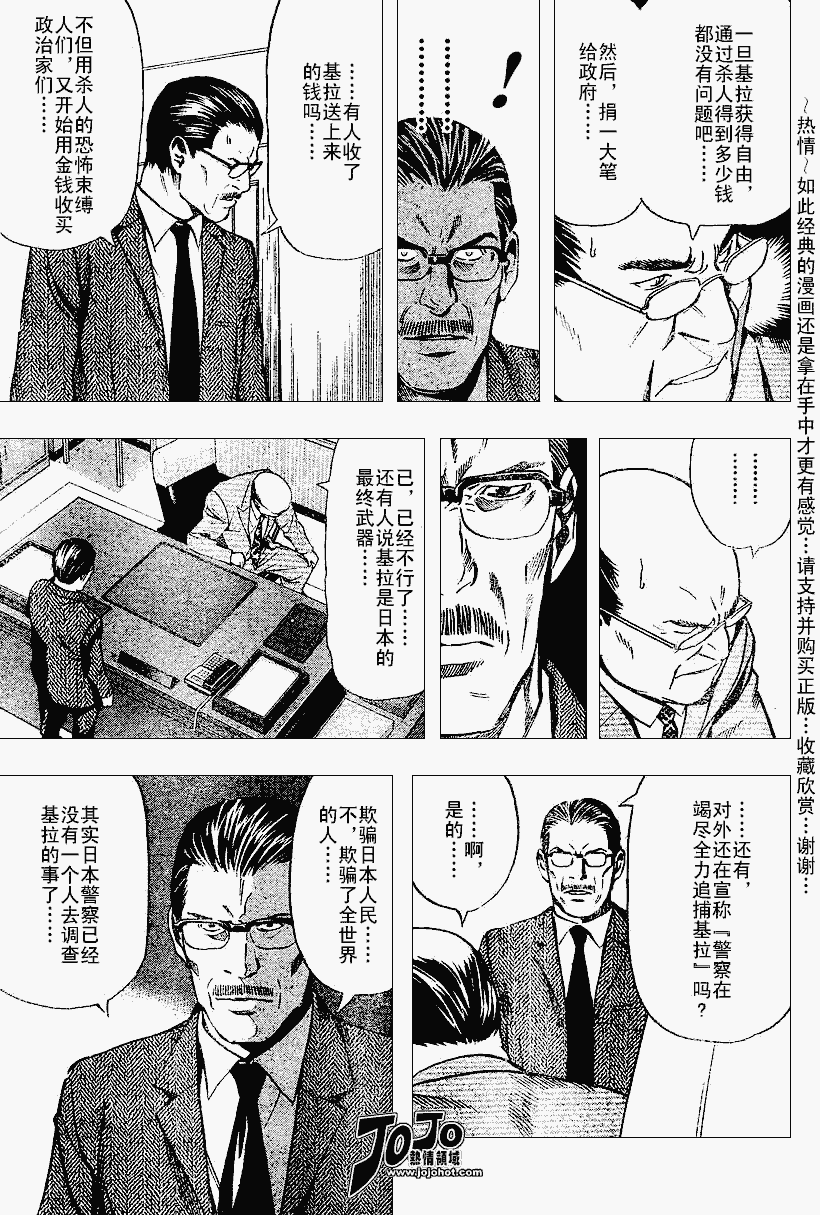 一旦基拉获得自由，
通过杀人得到多少钱
都没有问题吧……
然后，捐一大笔
给政府……
！
…………
……有人收了
基拉送上来
的钱吗……
不但用杀人的恐怖束缚
人们，又开始用金钱收买
政治家们……
…………
已，已经不行了……
还有人说基拉是日本的
最终武器……
……还有，
对外还在宣称『警察在
竭尽全力追捕基拉』吗？
……啊，
是的……
欺骗日本人民……
不，欺骗了全世界
的人……
其实日本警察已经
没有一个人去调查
基拉的事了……
～热情～如此经典的漫画还是拿在手中才更有感觉…请支持并购买正版…收藏欣赏…谢谢…
JOJO
熱情領域
www.jojohot.com